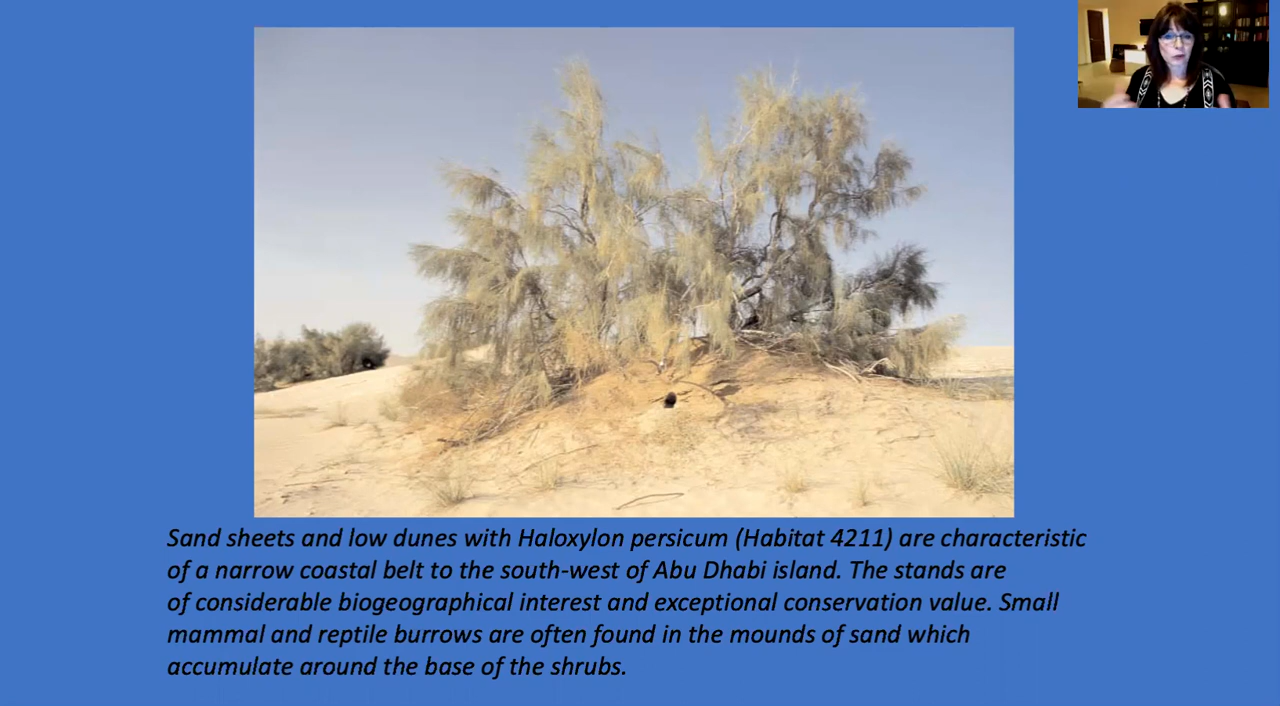 Sand sheets and low dunes with Haloxylon persicum (Habitat 4211) are characteristic
of a narrow coastal belt to the south-west of Abu Dhabi island. The stands are
of considerable biogeographical interest and exceptional conservation value. Small
mammal and reptile burrows are often found in the mounds of sand which
accumulate around the base of the shrubs.